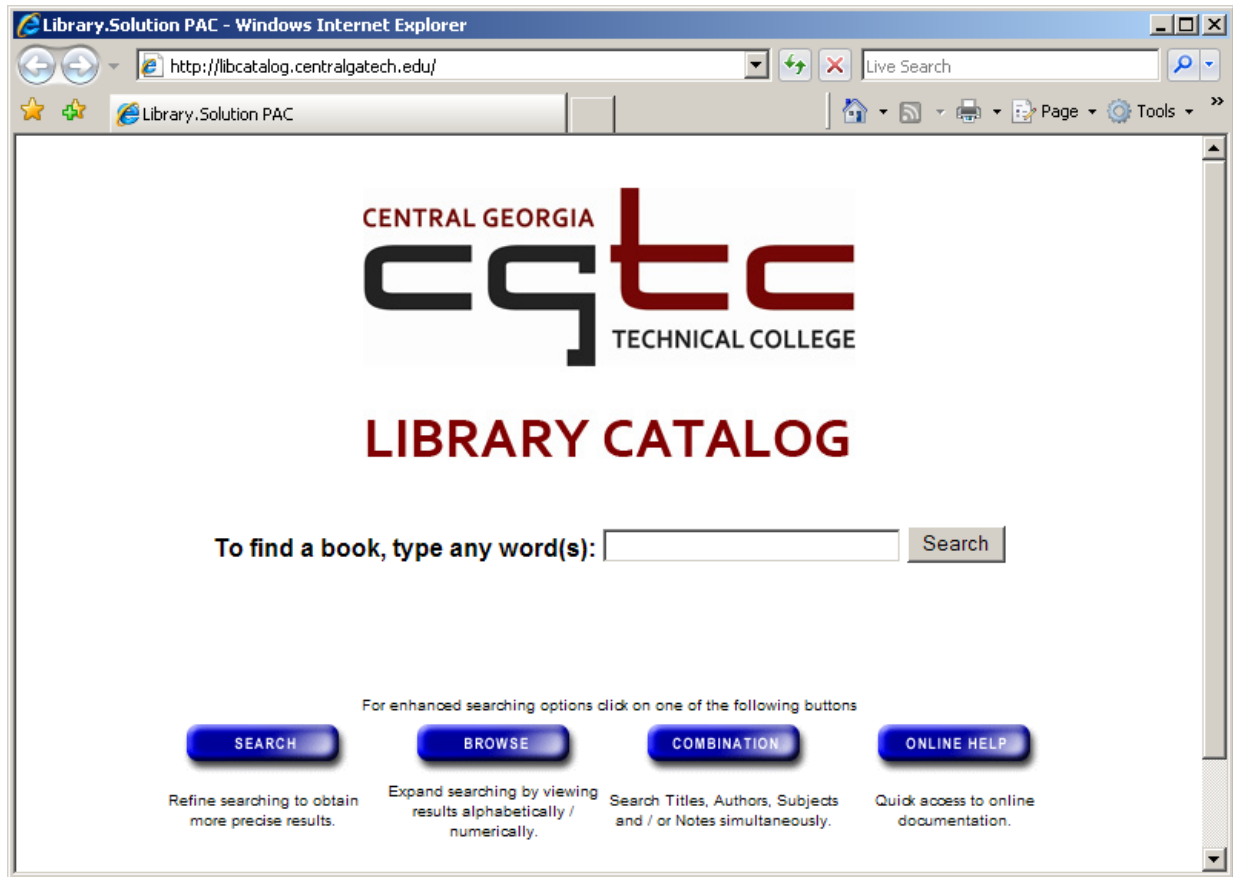 Library.Solution PAC - Windows Internet Explorer
http://libcatalog.centralgatech.edu/
Live Search
Library.Solution PAC
Page
Tools
»
CENTRAL GEORGIA
cgtc
TECHNICAL COLLEGE
LIBRARY CATALOG
To find a book, type any word(s):
Search
For enhanced searching options click on one of the following buttons
SEARCH
BROWSE
COMBINATION
ONLINE HELP
Refine searching to obtain
more precise results.
Expand searching by viewing
results alphabetically /
numerically.
Search Titles, Authors, Subjects
and / or Notes simultaneously.
Quick access to online
documentation.